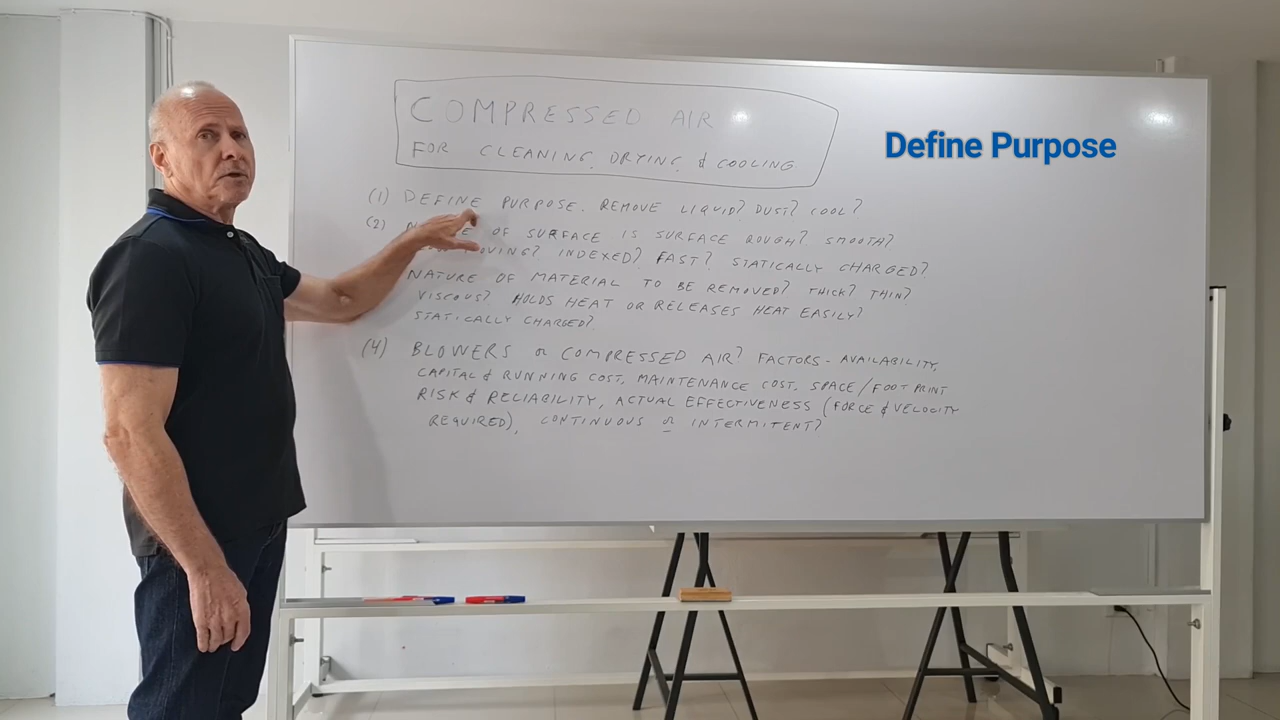 COMPRESSED AIR
FOR CLEANING, DRYING, & COOLING
Define Purpose
(1) DEFINE PURPOSE. REMOVE LIQUID? DUST? COOL?
(2) OF SURFACE IS SURFACE ROUGH? SMOOTH?
MOVING? INDEXED? FAST? STATICALLY CHARGED?
NATURE OF MATERIAL TO BE REMOVED? THICK? THIN?
VISCOUS? HOLDS HEAT OR RELEASES HEAT EASILY?
STATICALLY CHARGED?
(4) BLOWERS OR COMPRESSED AIR? FACTORS - AVAILABILITY,
CAPITAL & RUNNING COST, MAINTENANCE COST, SPACE/FOOT PRINT
RISK & RELIABILITY, ACTUAL EFFECTIVENESS (FORCE & VELOCITY
REQUIRED), CONTINUOUS OR INTERMITENT?